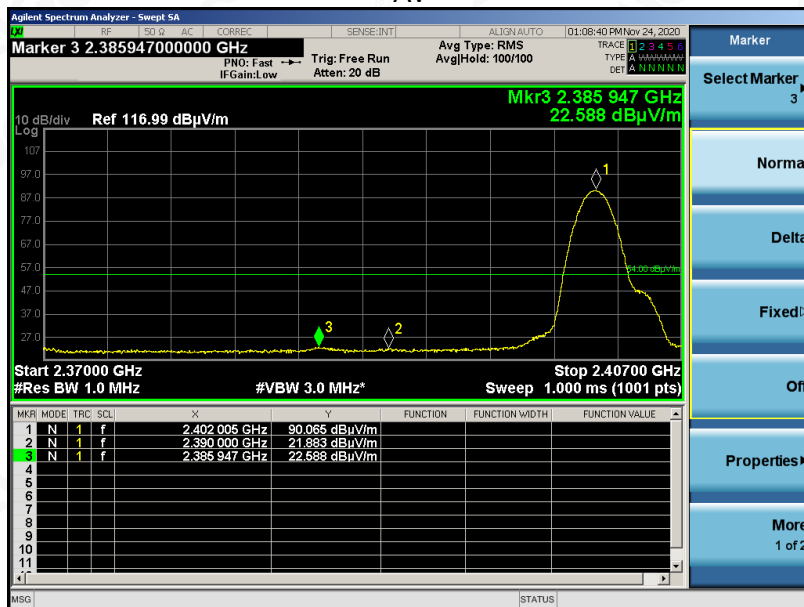 Agilent Spectrum Analyzer - Swept SA
LXI RF 50 Ω AC CORREC SENSE:INT ALIGN AUTO 01:08:40 PM Nov 24, 2020
Marker 3 2.385947000000 GHz
PNO: Fast
IFGain:Low
Trig: Free Run
Atten: 20 dB
Avg Type: RMS
Avg|Hold: 100/100
TRACE 1 2 3 4 5 6
TYPE A WWWWW
DET A N N N N N
Mkr3 2.385 947 GHz
22.588 dBµV/m
10 dB/div Ref 116.99 dBµV/m
Log
107
97.0
87.0
77.0
67.0
57.0
47.0
37.0
27.0
1
54.00 dBµV/m
3
2
Start 2.37000 GHz Stop 2.40700 GHz
#Res BW 1.0 MHz #VBW 3.0 MHz* Sweep 1.000 ms (1001 pts)
MKR MODE TRC SCL X Y FUNCTION FUNCTION WIDTH FUNCTION VALUE
1 N 1 f 2.402 005 GHz 90.065 dBµV/m
2 N 1 f 2.390 000 GHz 21.883 dBµV/m
3 N 1 f 2.385 947 GHz 22.588 dBµV/m
4
5
6
7
8
9
10
11
MSG STATUS
Marker
Select Marker
3
Norma
Delta
Fixed
Of
Properties
More
1 of 2